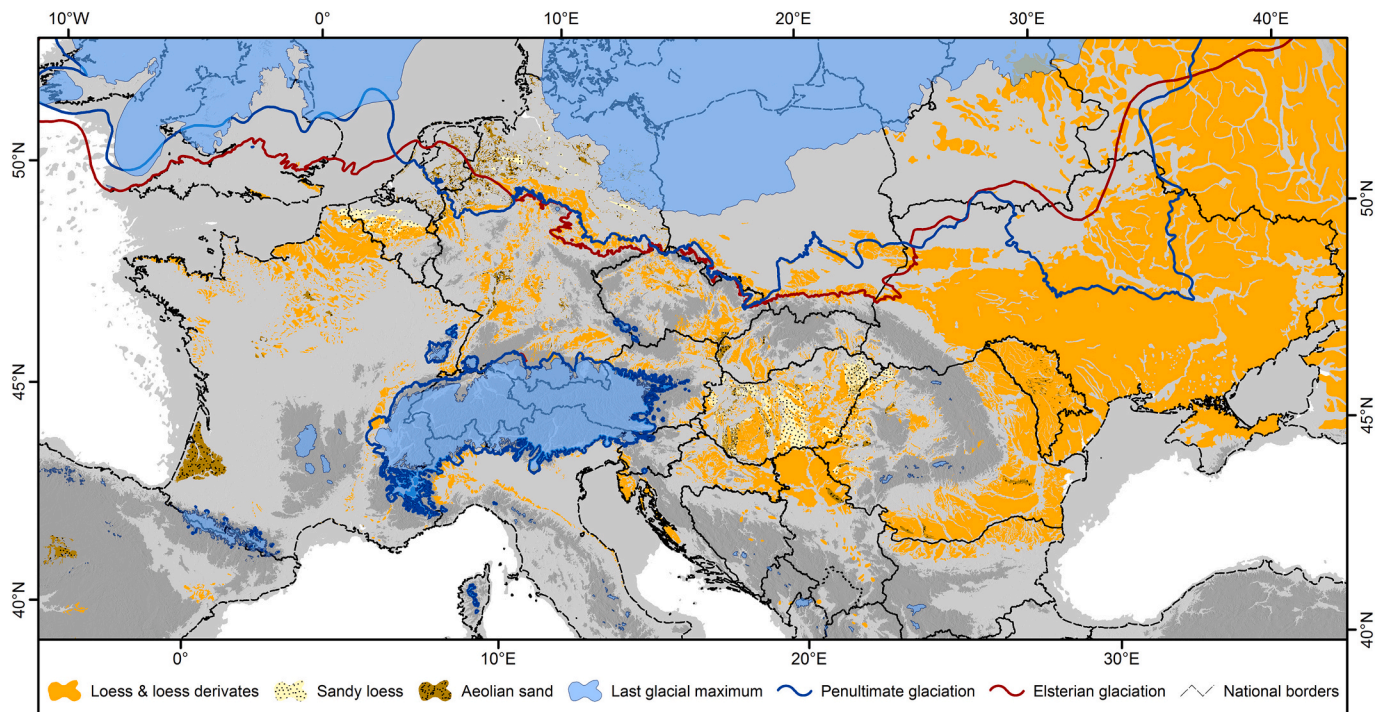 10°W 0° 10°E 20°E 30°E 40°E
50°N 50°N
45°N 45°N
40°N 40°N
0° 10°E 20°E 30°E
Loess & loess derivates Sandy loess Aeolian sand Last glacial maximum Penultimate glaciation Elsterian glaciation National borders